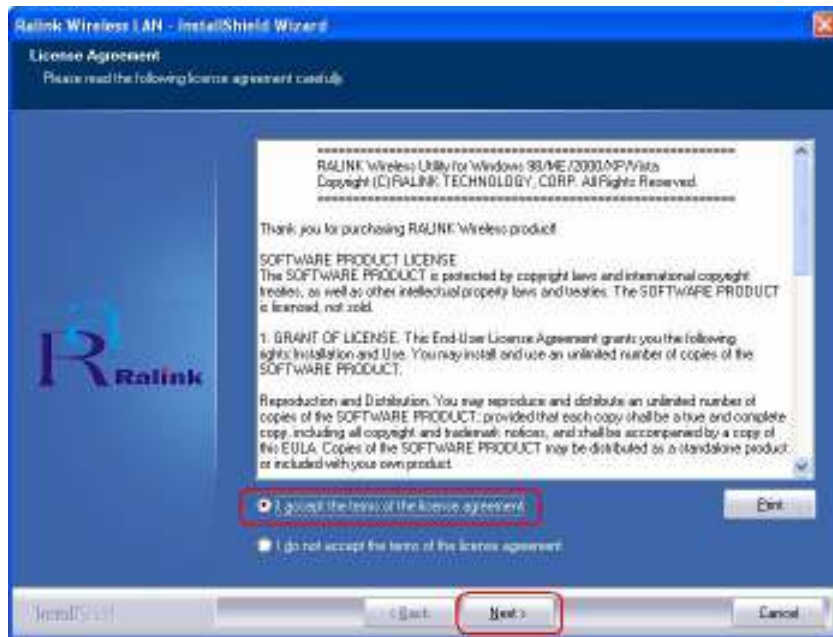 Ralink Wireless LAN - InstallShield Wizard
License Agreement
Please read the following license agreement carefully.
RALINK Wireless Utility for Windows 98/ME/2000/XP/Vista
Copyright (C) RALINK TECHNOLOGY, CORP. All Rights Reserved.
Thank you for purchasing RALINK Wireless product!
SOFTWARE PRODUCT LICENSE
The SOFTWARE PRODUCT is protected by copyright laws and international copyright
treaties, as well as other intellectual property laws and treaties. The SOFTWARE PRODUCT
is licensed, not sold.
1. GRANT OF LICENSE. This End-User License Agreement grants you the following
rights:Installation and Use. You may install and use an unlimited number of copies of the
SOFTWARE PRODUCT.
Reproduction and Distribution. You may reproduce and distribute an unlimited number of
copies of the SOFTWARE PRODUCT; provided that each copy shall be a true and complete
copy, including all copyright and trademark notices, and shall be accompanied by a copy of
this EULA. Copies of the SOFTWARE PRODUCT may be distributed as a standalone product
or included with your own product.
Ralink
I accept the terms of the license agreement
Print
I do not accept the terms of the license agreement
InstallShield
< Back
Next >
Cancel